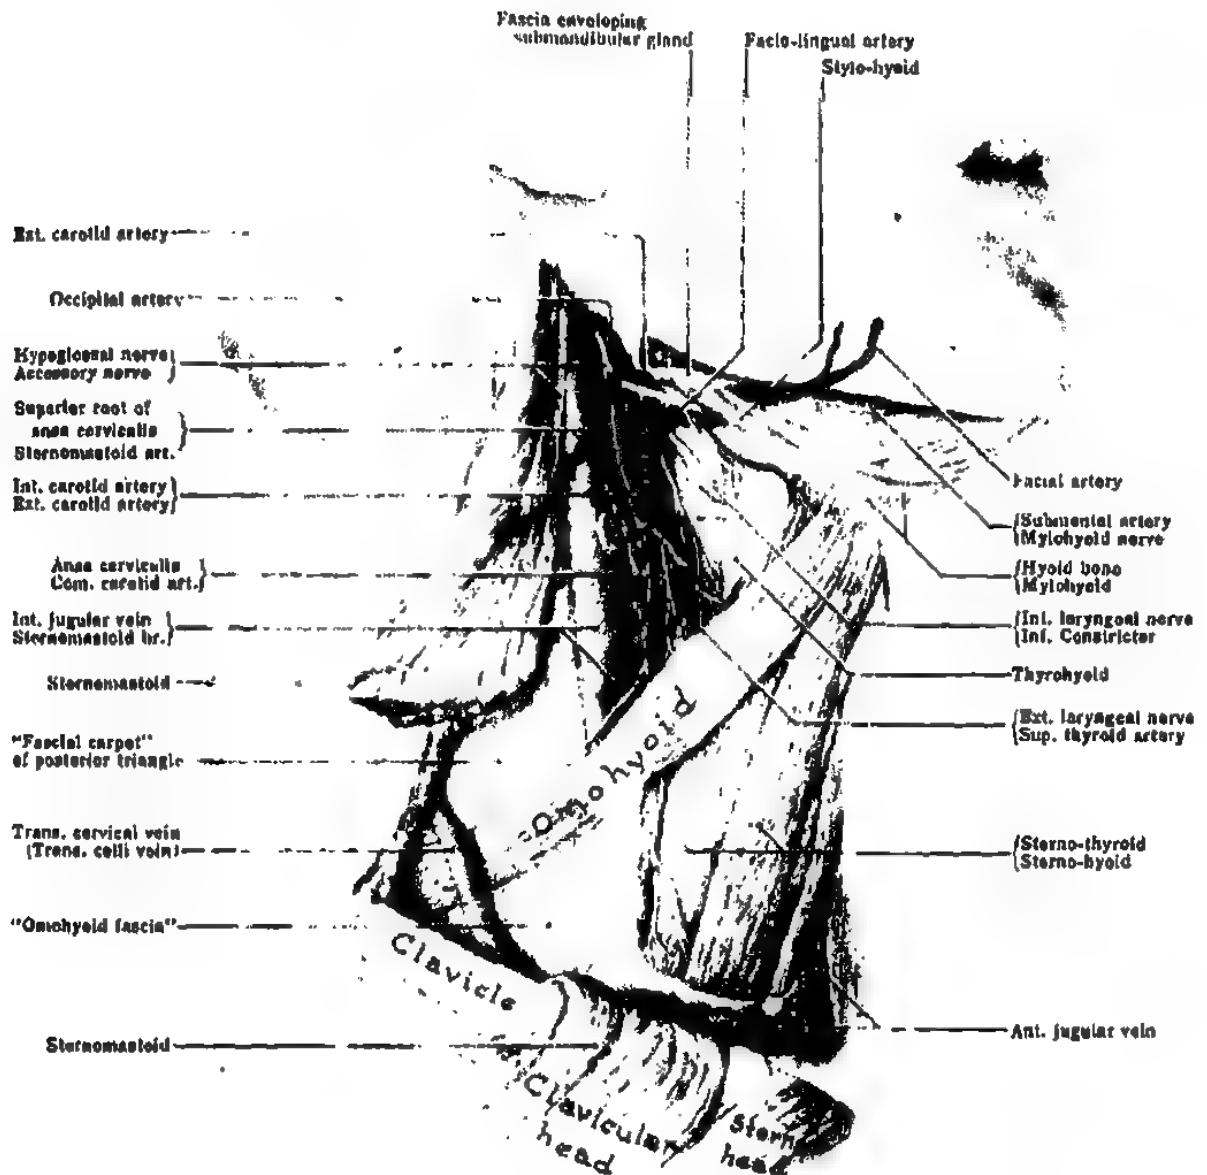 Fascia enveloping
submandibular gland
Facio-lingual artery
Stylo-hyoid
Ext. carotid artery
Occipital artery
Hypoglossal nerve
Accessory nerve
Superior root of
ansa cervicalis
Sternomastoid art.
Int. carotid artery
Ext. carotid artery
Ansa cervicalis
Com. carotid art.
Int. jugular vein
Sternomastoid br.
Sternomastoid
"Fascial carpet"
of posterior triangle
Trans. cervical vein
(Trans. colli vein)
"Omohyoid fascia"
Sternomastoid
Facial artery
Submental artery
Mylohyoid nerve
Hyoid bone
Mylohyoid
Int. laryngeal nerve
Inf. Constrictor
Thyrohyoid
Ext. laryngeal nerve
Sup. thyroid artery
Sterno-thyroid
Sterno-hyoid
Ant. jugular vein
Omohyoid
Clavicle
Clavicular
head
Stern
head